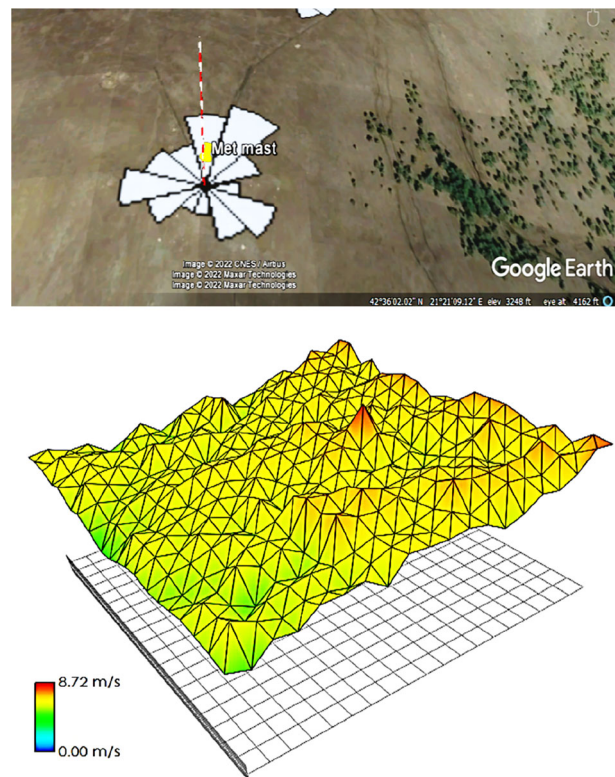 Met mast
Image © 2022 CNES / Airbus
Image © 2022 Maxar Technologies
Image © 2022 Maxar Technologies
Google Earth
42°36'02.02" N 21°21'09.12" E elev 3248 ft eye alt 4162 ft
8.72 m/s
0.00 m/s